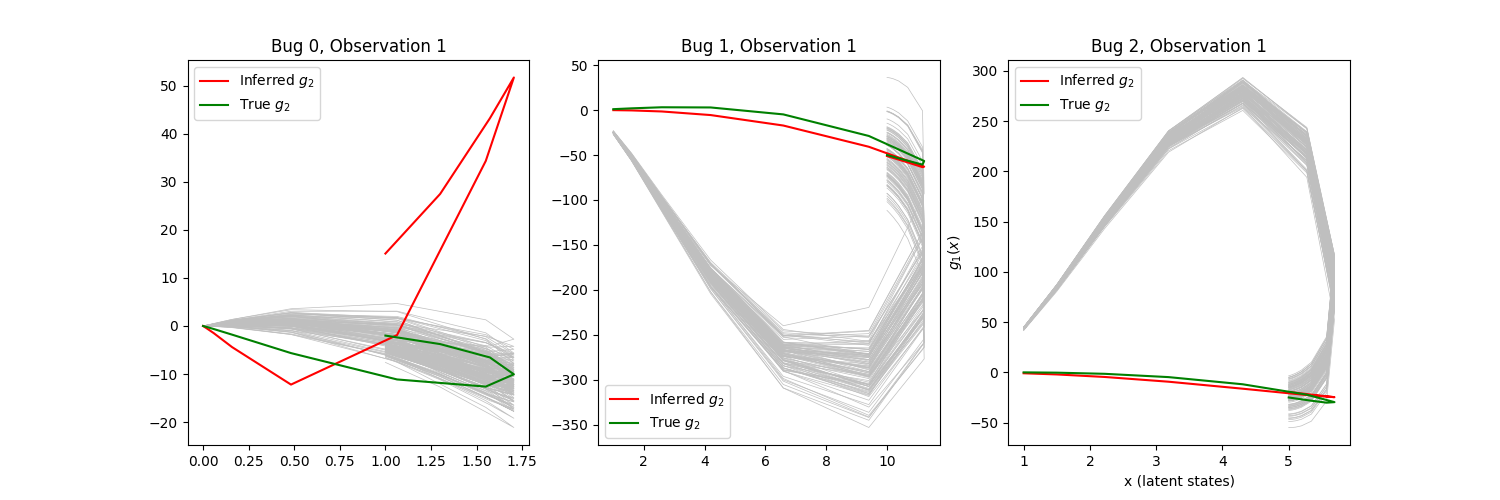 Bug 0, Observation 1
Inferred g₂
True g₂
50
40
30
20
10
0
−10
−20
0.00 0.25 0.50 0.75 1.00 1.25 1.50 1.75
Bug 1, Observation 1
50
0
−50
−100
−150
−200
−250
−300
−350
Inferred g₂
True g₂
2 4 6 8 10
Bug 2, Observation 1
Inferred g₂
True g₂
300
250
200
150
100
50
0
−50
g₁(x)
1 2 3 4 5
x (latent states)